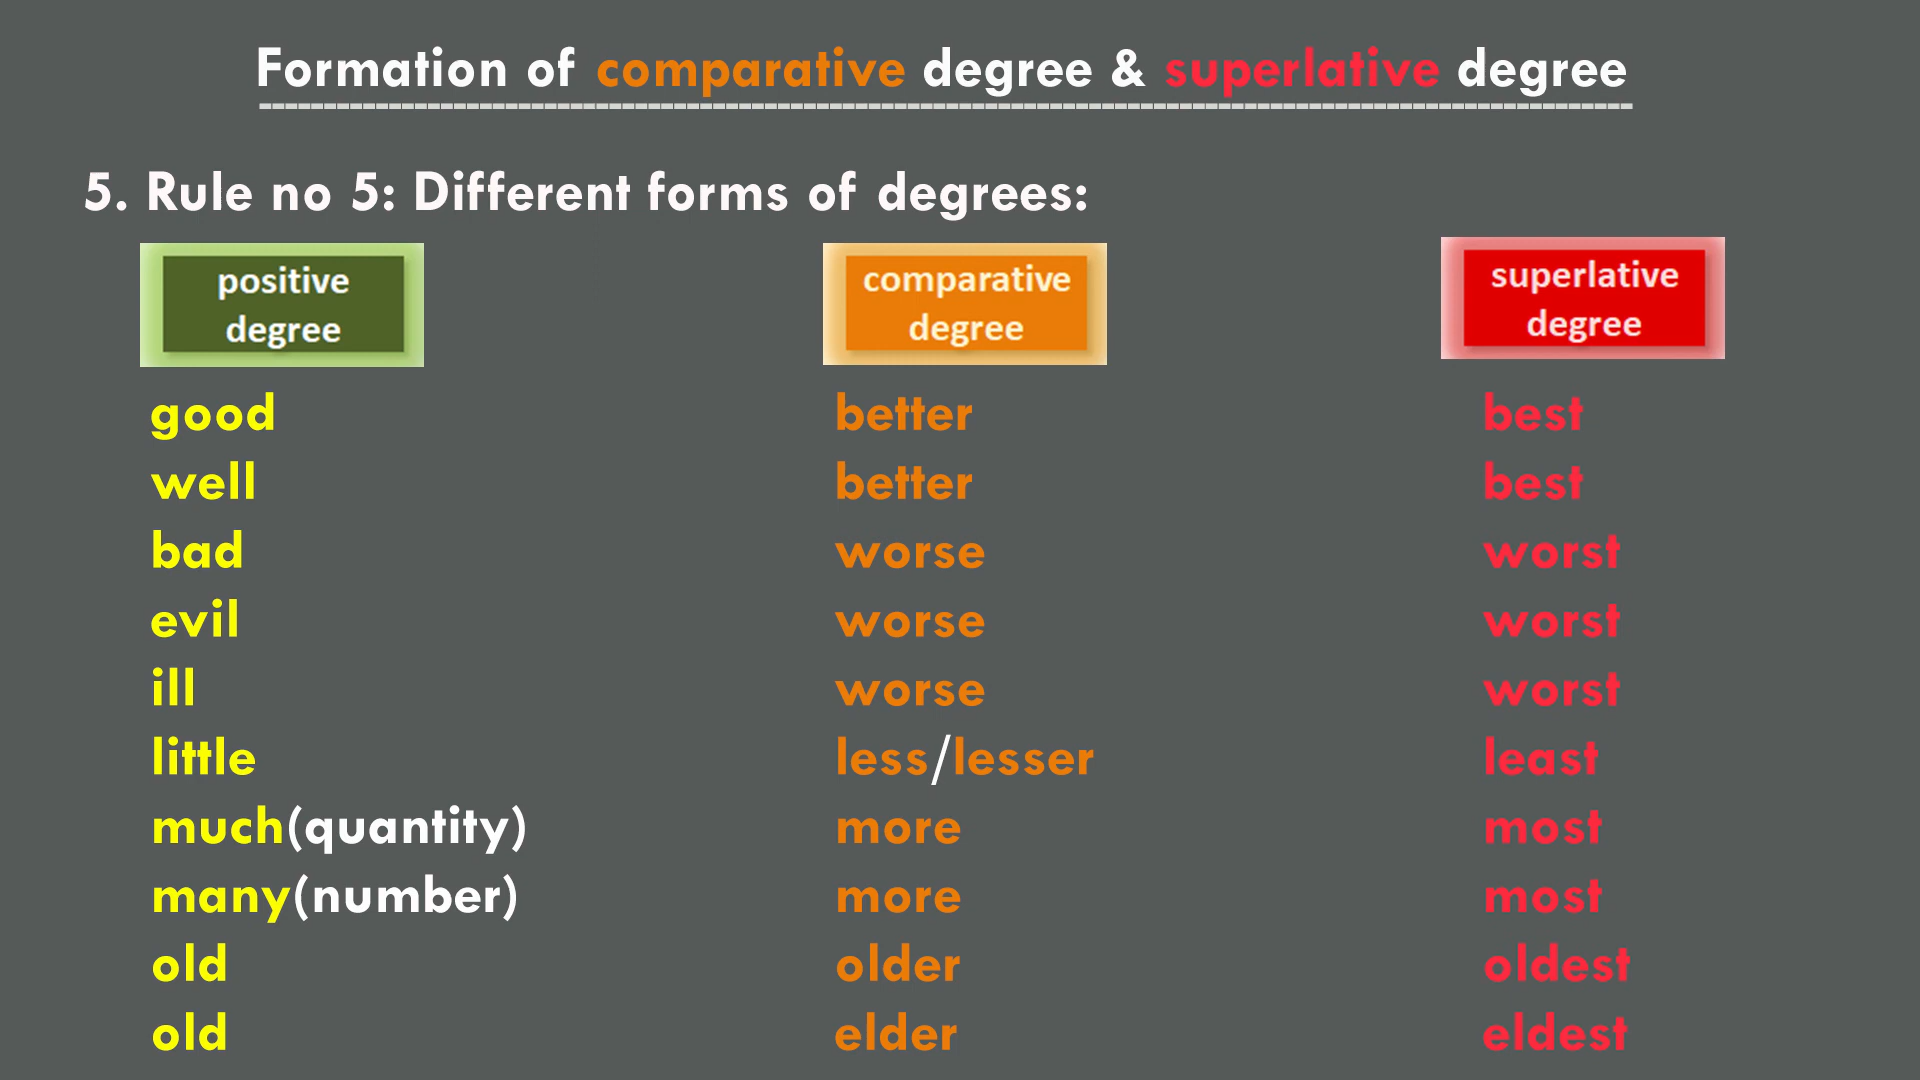 Formation of comparative degree & superlative degree
5. Rule no 5: Different forms of degrees:
positive degree comparative degree superlative degree
good better best
well better best
bad worse worst
evil worse worst
ill worse worst
little less/lesser least
much(quantity) more most
many(number) more most
old older oldest
old elder eldest